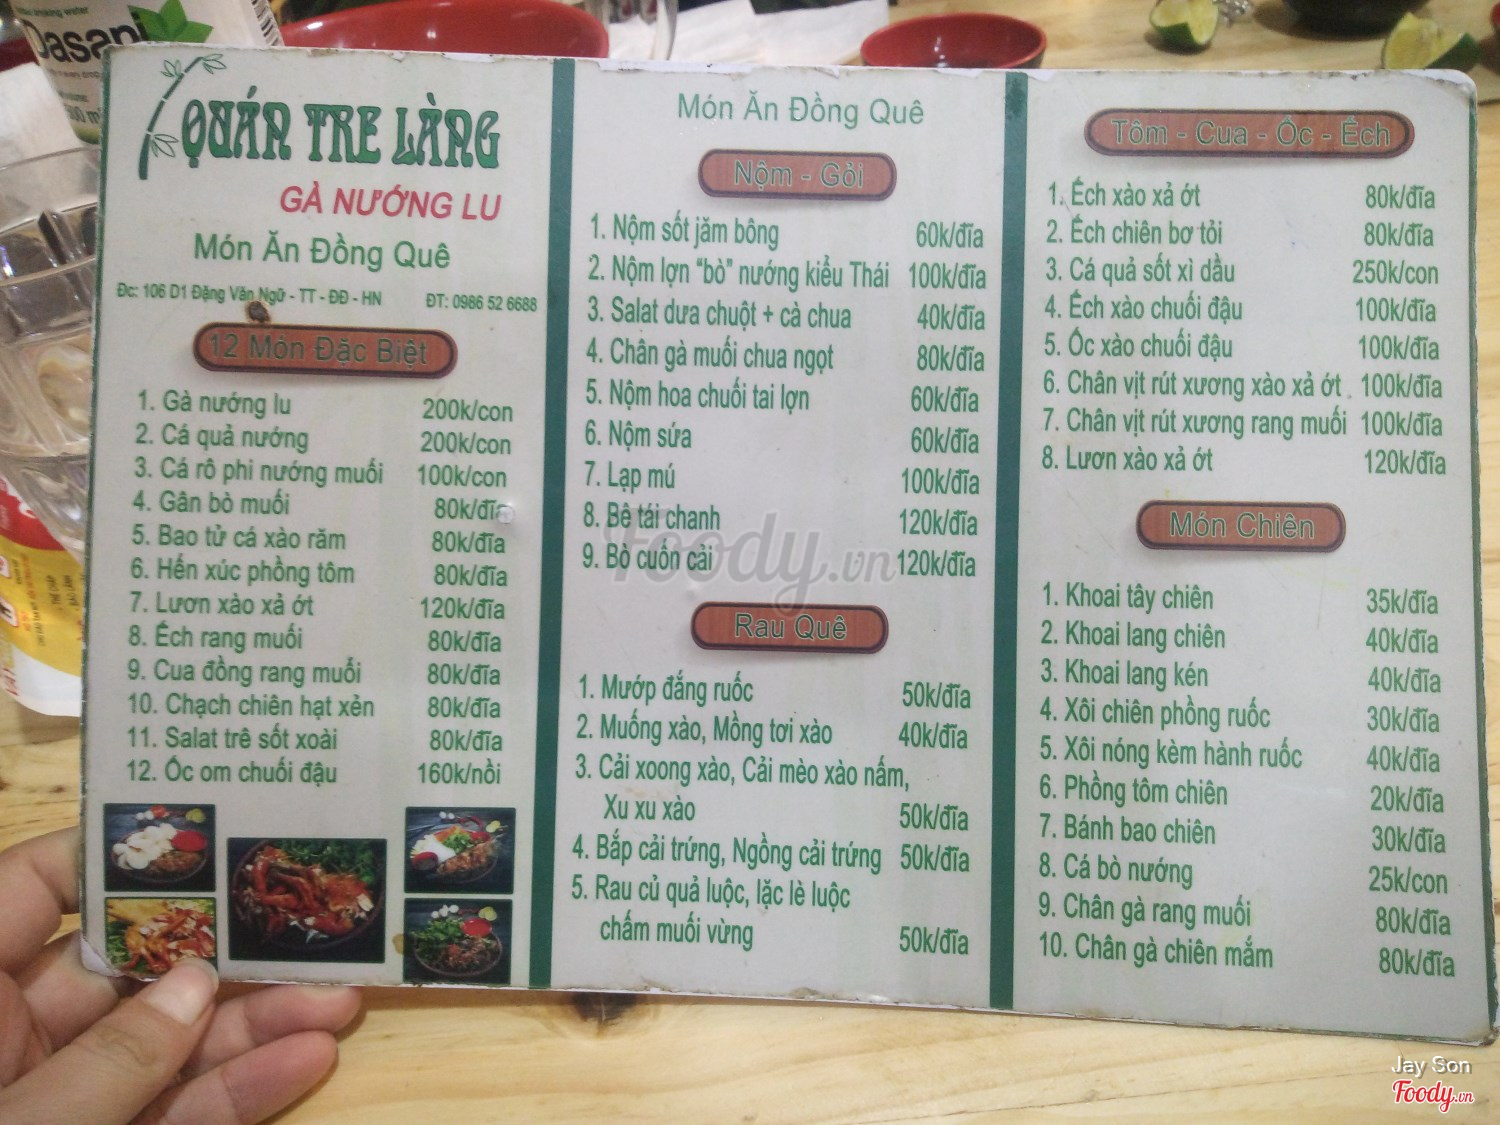 Dasani
QUÁN TRE LÀNG
GÀ NƯỚNG LU
Món Ăn Đồng Quê
Đc: 106 D1 Đặng Văn Ngữ - TT - ĐĐ - HN ĐT: 0986 52 6688
12 Món Đặc Biệt
1. Gà nướng lu 200k/con
2. Cá quả nướng 200k/con
3. Cá rô phi nướng muối 100k/con
4. Gân bò muối 80k/đĩa
5. Bao tử cá xào răm 80k/đĩa
6. Hến xúc phồng tôm 80k/đĩa
7. Lươn xào xả ớt 120k/đĩa
8. Ếch rang muối 80k/đĩa
9. Cua đồng rang muối 80k/đĩa
10. Chạch chiên hạt xẻn 80k/đĩa
11. Salat trê sốt xoài 80k/đĩa
12. Ốc om chuối đậu 160k/nồi
Món Ăn Đồng Quê
Nộm - Gỏi
1. Nộm sốt jăm bông 60k/đĩa
2. Nộm lợn “bò” nướng kiểu Thái 100k/đĩa
3. Salat dưa chuột + cà chua 40k/đĩa
4. Chân gà muối chua ngọt 80k/đĩa
5. Nộm hoa chuối tai lợn 60k/đĩa
6. Nộm sứa 60k/đĩa
7. Lạp mú 100k/đĩa
8. Bê tái chanh 120k/đĩa
9. Bò cuốn cải 120k/đĩa
Rau Quê
1. Mướp đắng ruốc 50k/đĩa
2. Muống xào, Mồng tơi xào 40k/đĩa
3. Cải xoong xào, Cải mèo xào nấm,
Xu xu xào 50k/đĩa
4. Bắp cải trứng, Ngồng cải trứng 50k/đĩa
5. Rau củ quả luộc, lặc lè luộc
chấm muối vừng 50k/đĩa
Tôm - Cua - Ốc - Ếch
1. Ếch xào xả ớt 80k/đĩa
2. Ếch chiên bơ tỏi 80k/đĩa
3. Cá quả sốt xì dầu 250k/con
4. Ếch xào chuối đậu 100k/đĩa
5. Ốc xào chuối đậu 100k/đĩa
6. Chân vịt rút xương xào xả ớt 100k/đĩa
7. Chân vịt rút xương rang muối 100k/đĩa
8. Lươn xào xả ớt 120k/đĩa
Món Chiên
1. Khoai tây chiên 35k/đĩa
2. Khoai lang chiên 40k/đĩa
3. Khoai lang kén 40k/đĩa
4. Xôi chiên phồng ruốc 30k/đĩa
5. Xôi nóng kèm hành ruốc 40k/đĩa
6. Phồng tôm chiên 20k/đĩa
7. Bánh bao chiên 30k/đĩa
8. Cá bò nướng 25k/con
9. Chân gà rang muối 80k/đĩa
10. Chân gà chiên mắm 80k/đĩa
Foody.vn
Jay Son
Foody.vn